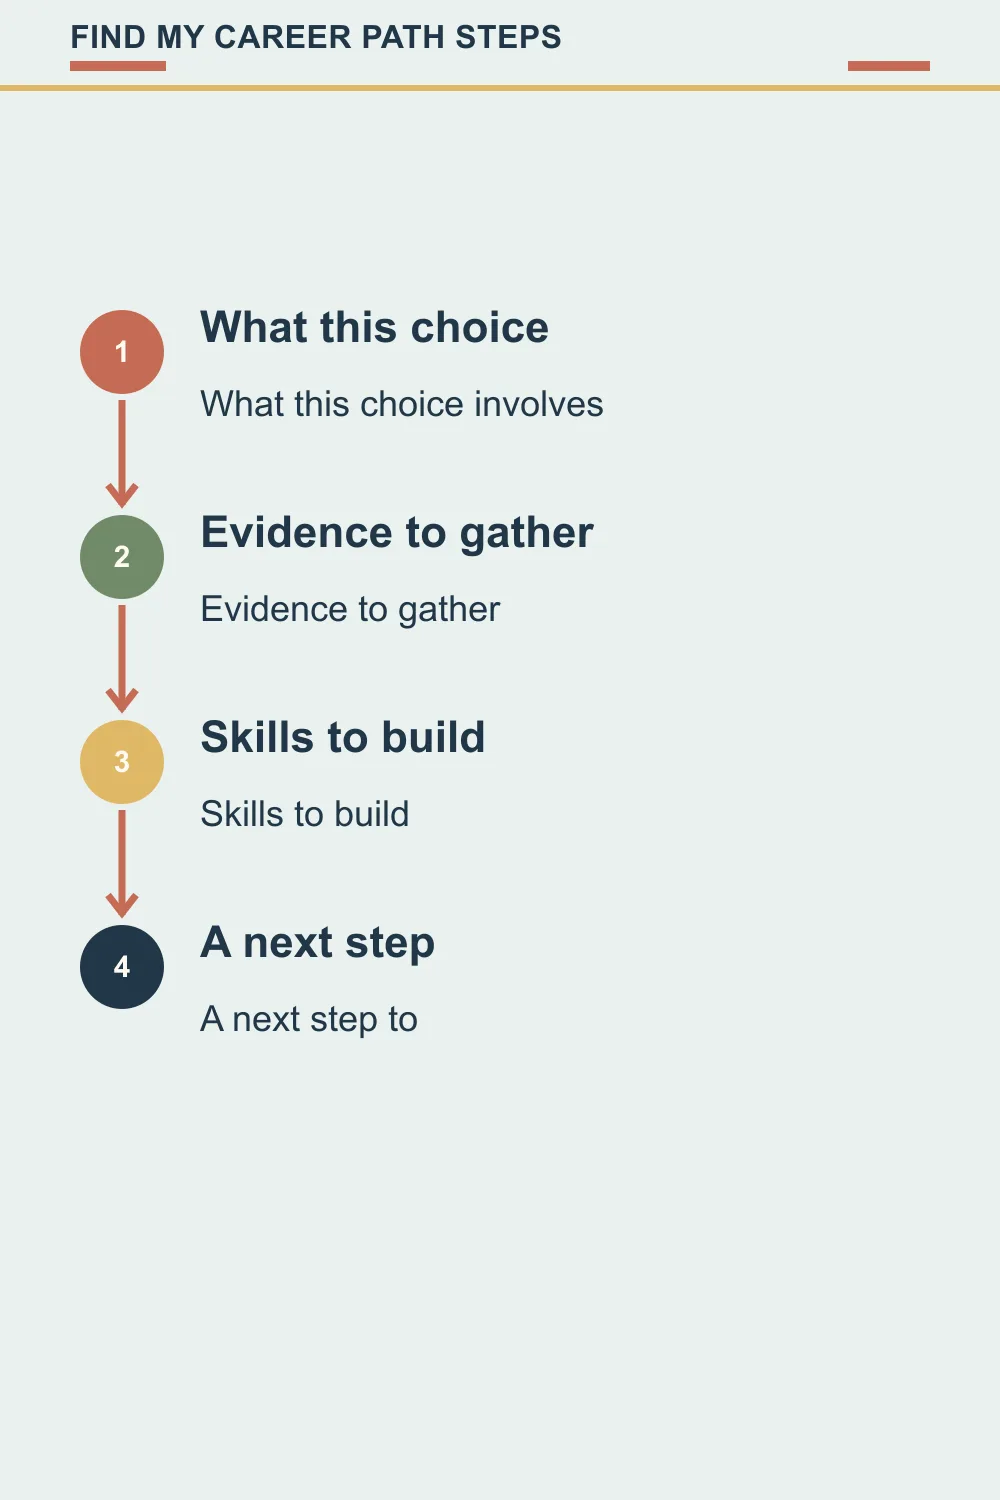 FIND MY CAREER PATH STEPS
1
What this choice
What this choice involves
2
Evidence to gather
Evidence to gather
3
Skills to build
Skills to build
4
A next step
A next step to